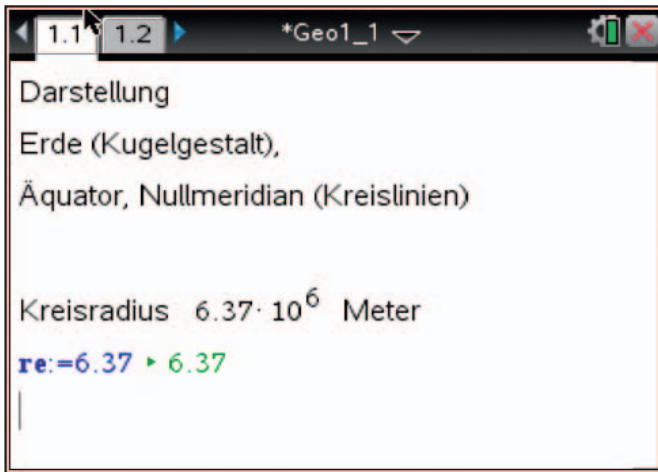 1.1 1.2 *Geo1_1
Darstellung
Erde (Kugelgestalt),
Äquator, Nullmeridian (Kreislinien)
Kreisradius 6.37· 10⁶ Meter
re:=6.37 ▸ 6.37